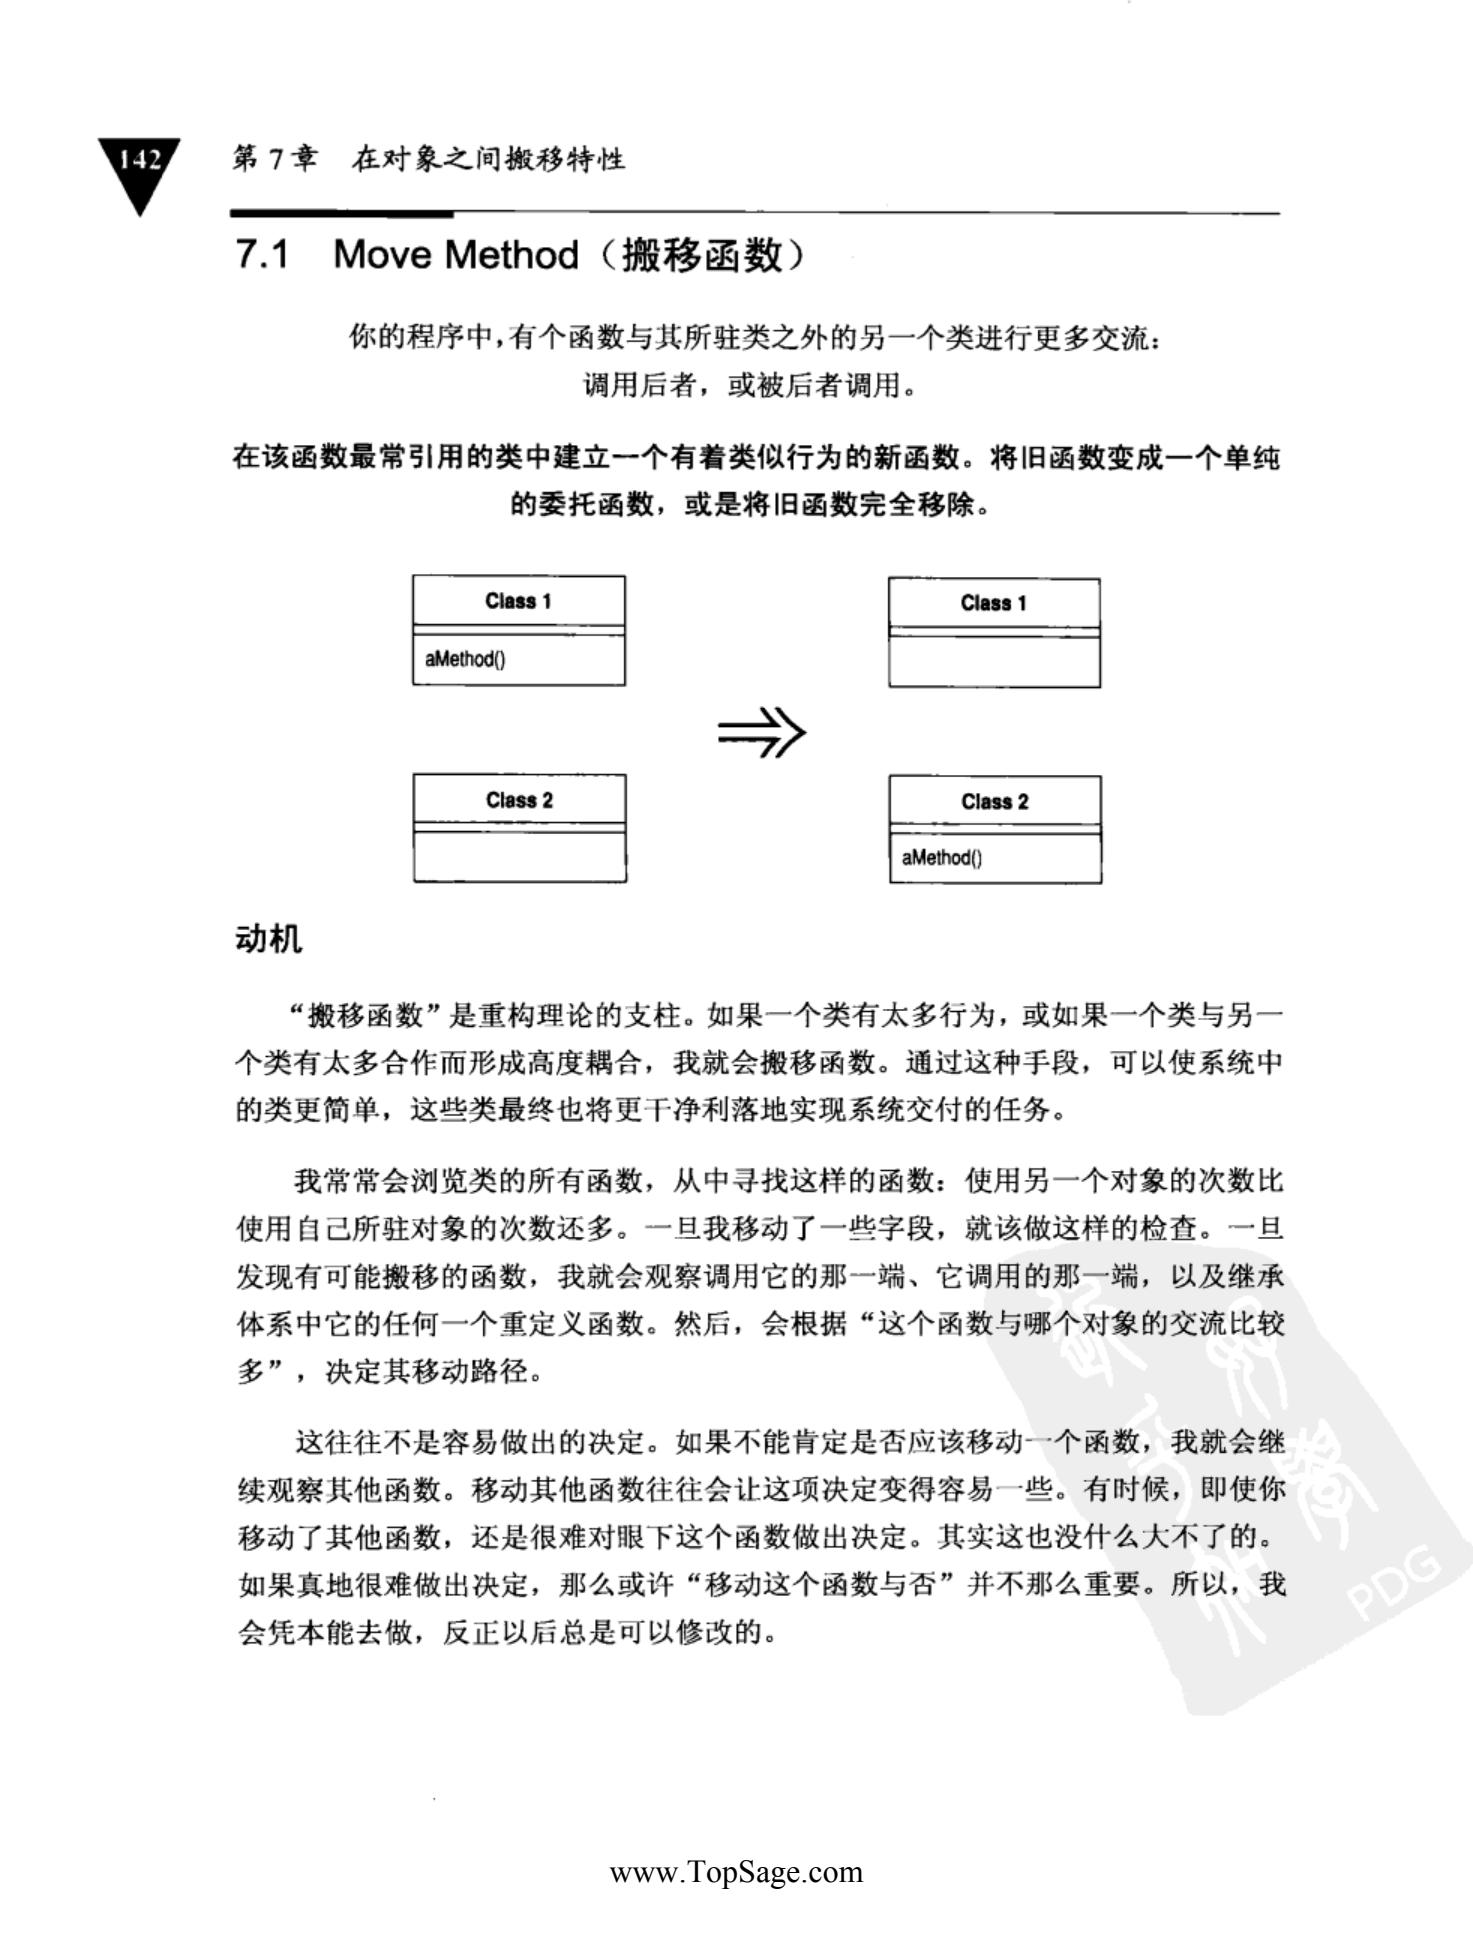 142
第 7 章 在对象之间搬移特性
7.1 Move Method（搬移函数）
你的程序中，有个函数与其所驻类之外的另一个类进行更多交流：
调用后者，或被后者调用。
在该函数最常引用的类中建立一个有着类似行为的新函数。将旧函数变成一个单纯
的委托函数，或是将旧函数完全移除。
Class 1
aMethod()
Class 2
Class 1
Class 2
aMethod()
动机
“搬移函数”是重构理论的支柱。如果一个类有太多行为，或如果一个类与另一
个类有太多合作而形成高度耦合，我就会搬移函数。通过这种手段，可以使系统中
的类更简单，这些类最终也将更干净利落地实现系统交付的任务。
我常常会浏览类的所有函数，从中寻找这样的函数：使用另一个对象的次数比
使用自己所驻对象的次数还多。一旦我移动了一些字段，就该做这样的检查。一旦
发现有可能搬移的函数，我就会观察调用它的那一端、它调用的那一端，以及继承
体系中它的任何一个重定义函数。然后，会根据“这个函数与哪个对象的交流比较
多”，决定其移动路径。
这往往不是容易做出的决定。如果不能肯定是否应该移动一个函数，我就会继
续观察其他函数。移动其他函数往往会让这项决定变得容易一些。有时候，即使你
移动了其他函数，还是很难对眼下这个函数做出决定。其实这也没什么大不了的。
如果真地很难做出决定，那么或许“移动这个函数与否”并不那么重要。所以，我
会凭本能去做，反正以后总是可以修改的。
PDG
www.TopSage.com